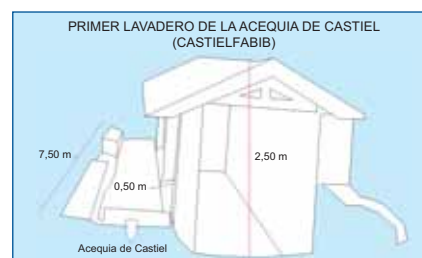 PRIMER LAVADERO DE LA ACEQUIA DE CASTIEL
(CASTIELFABIB)
7,50 m
2,50 m
0,50 m
Acequia de Castiel